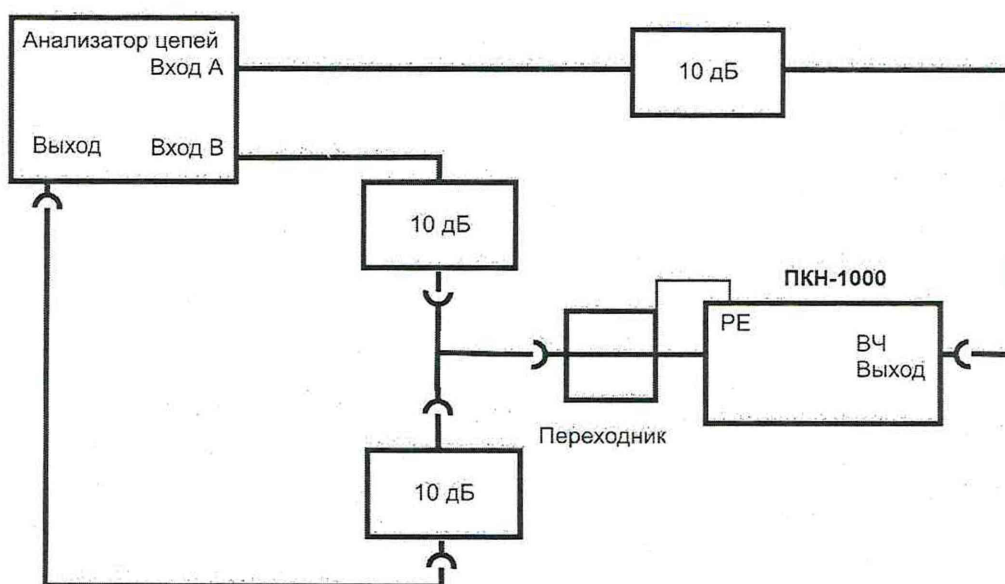 Анализатор цепей
Вход А
10 дБ
Выход
Вход В
10 дБ
ПКН-1000
РЕ
ВЧ
Выход
Переходник
10 дБ